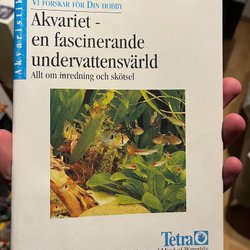 Akvaristik
VI FORSKAR FÖR DIN HOBBY
Akvariet -
en fascinerande
undervattensvärld
Allt om inredning och skötsel
Tetra